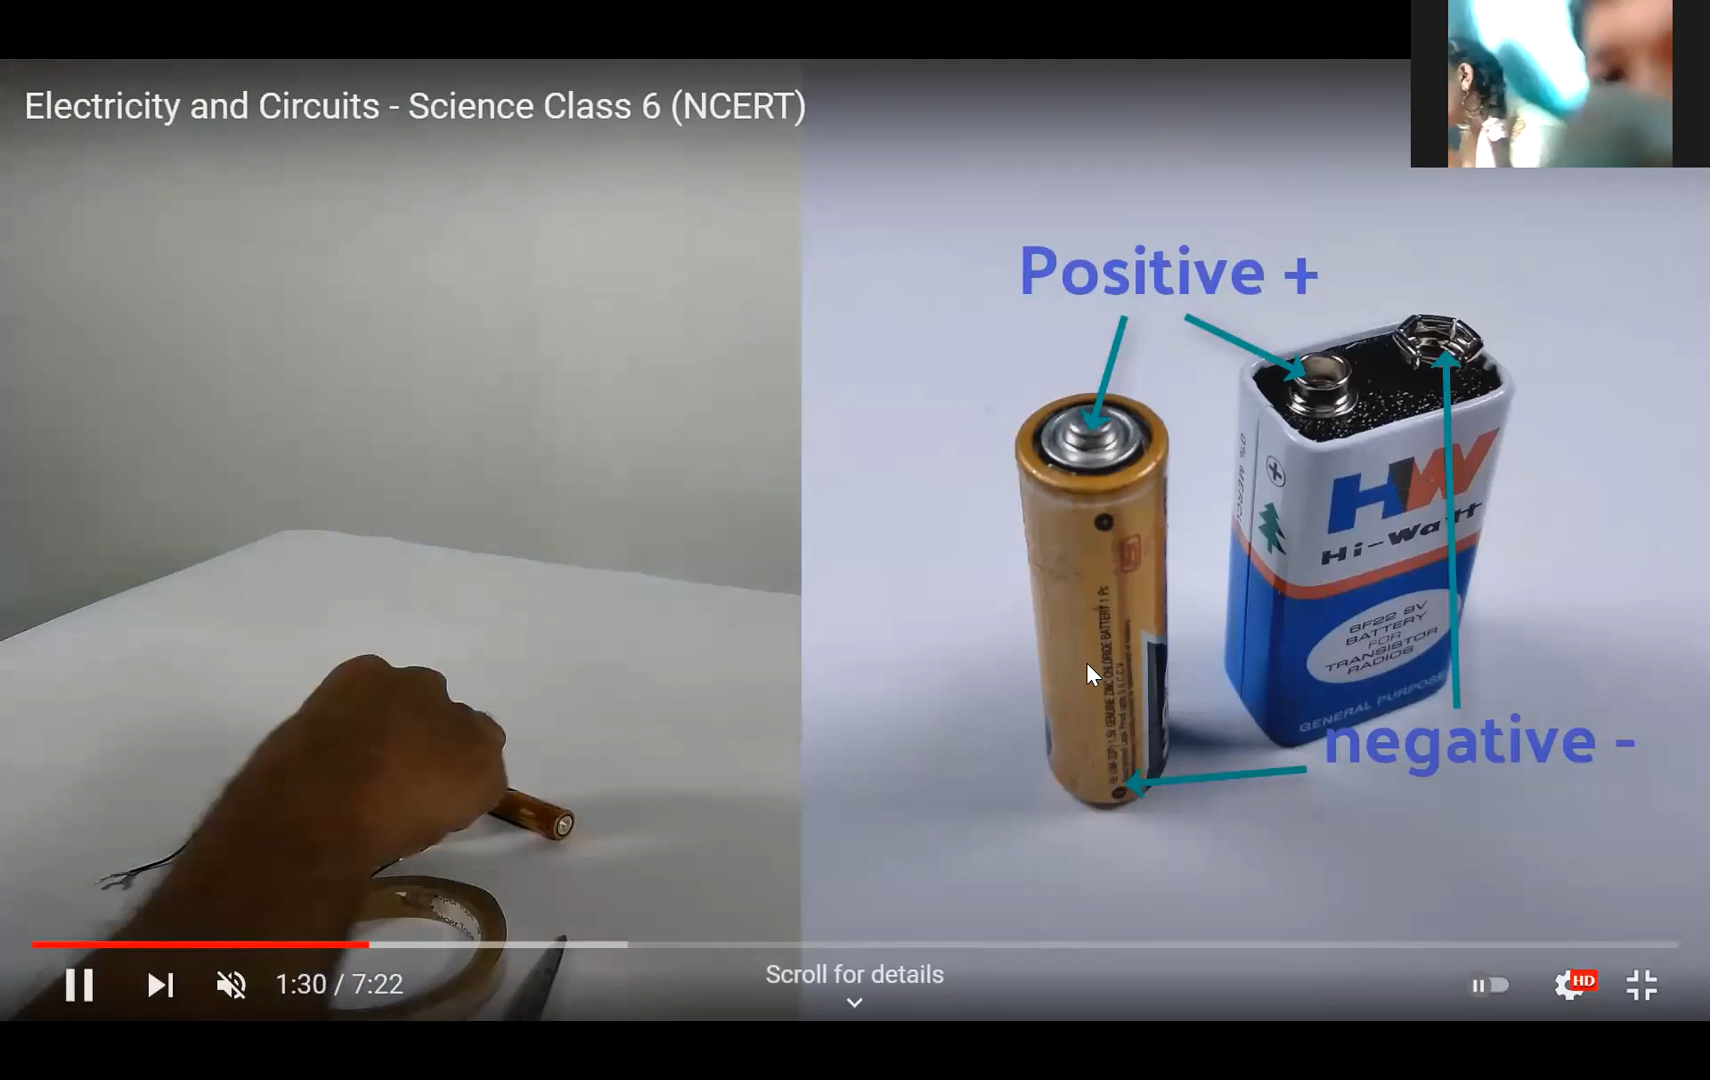 Electricity and Circuits - Science Class 6 (NCERT)
Positive +
HW
Hi-Watt
6F22 9V
BATTERY
FOR
TRANSISTOR
RADIOS
GENERAL PURPOSE
negative -
1:30 / 7:22
Scroll for details
HD